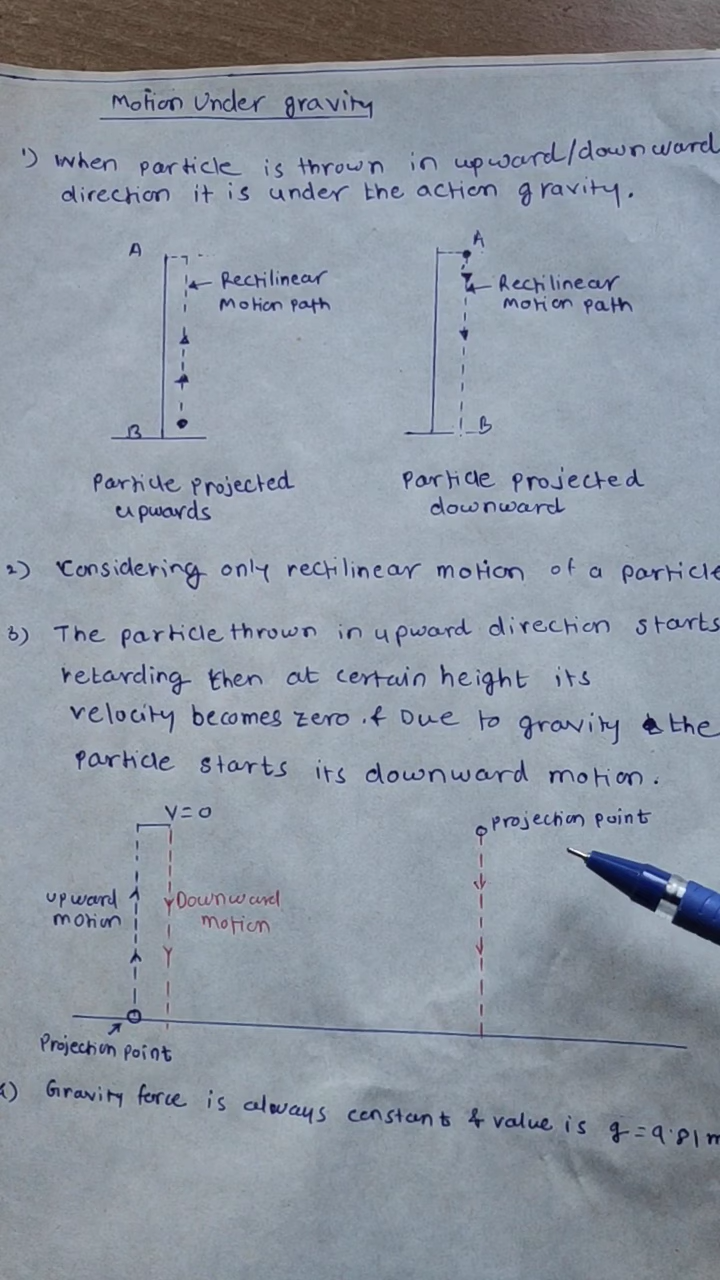 Motion Under gravity
1) When particle is thrown in upward/downward
direction it is under the action gravity.
A
A
Rectilinear
Motion path
Rectilinear
motion path
B
B
Particle projected
upwards
Particle projected
downward
2) Considering only rectilinear motion of a particle
3) The particle thrown in upward direction starts
retarding then at certain height its
velocity becomes zero. & Due to gravity the
particle starts its downward motion.
V=0
projection point
upward
motion
Downward
motion
Projection point
4) Gravity force is always constant & value is g=9.81 m